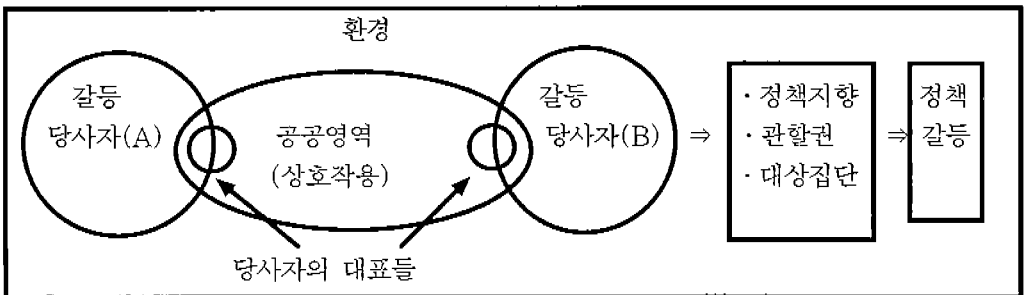 환경
갈등
당사자(A)
공공영역
(상호작용)
갈등
당사자(B)
⇒
· 정책지향
· 관할권
· 대상집단
⇒
정책
갈등
당사자의 대표들